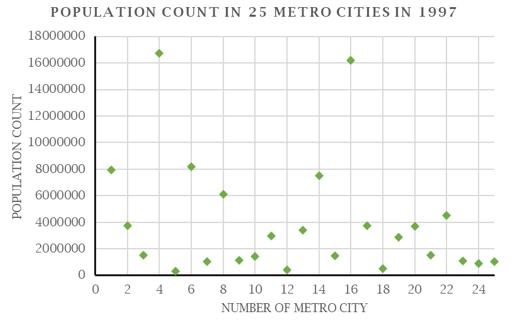 POPULATION COUNT IN 25 METRO CITIES IN 1997
18000000
16000000
14000000
12000000
10000000
8000000
6000000
4000000
2000000
0
POPULATION COUNT
0 2 4 6 8 10 12 14 16 18 20 22 24
NUMBER OF METRO CITY